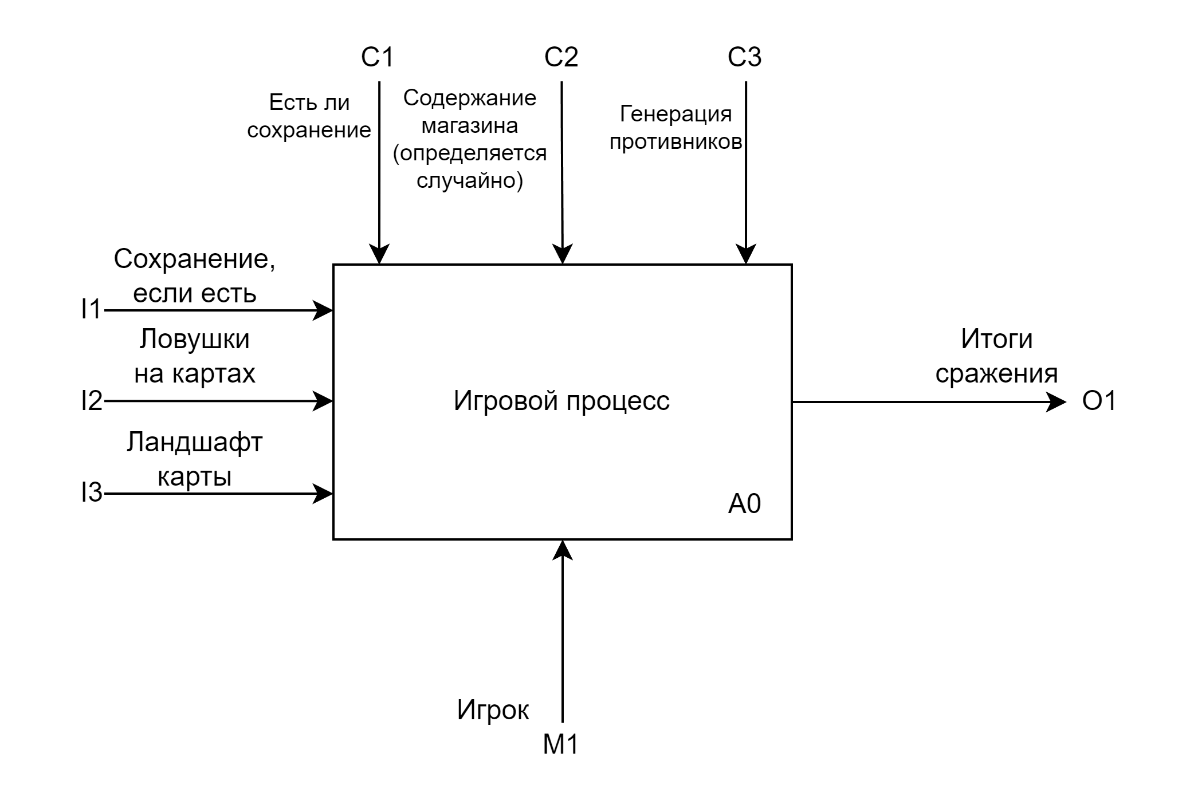 C1
C2
C3
Есть ли
сохранение
Содержание
магазина
(определяется
случайно)
Генерация
противников
Сохранение,
если есть
I1
Ловушки
на картах
I2
Ландшафт
карты
I3
Игровой процесс
A0
Итоги
сражения
O1
Игрок
M1